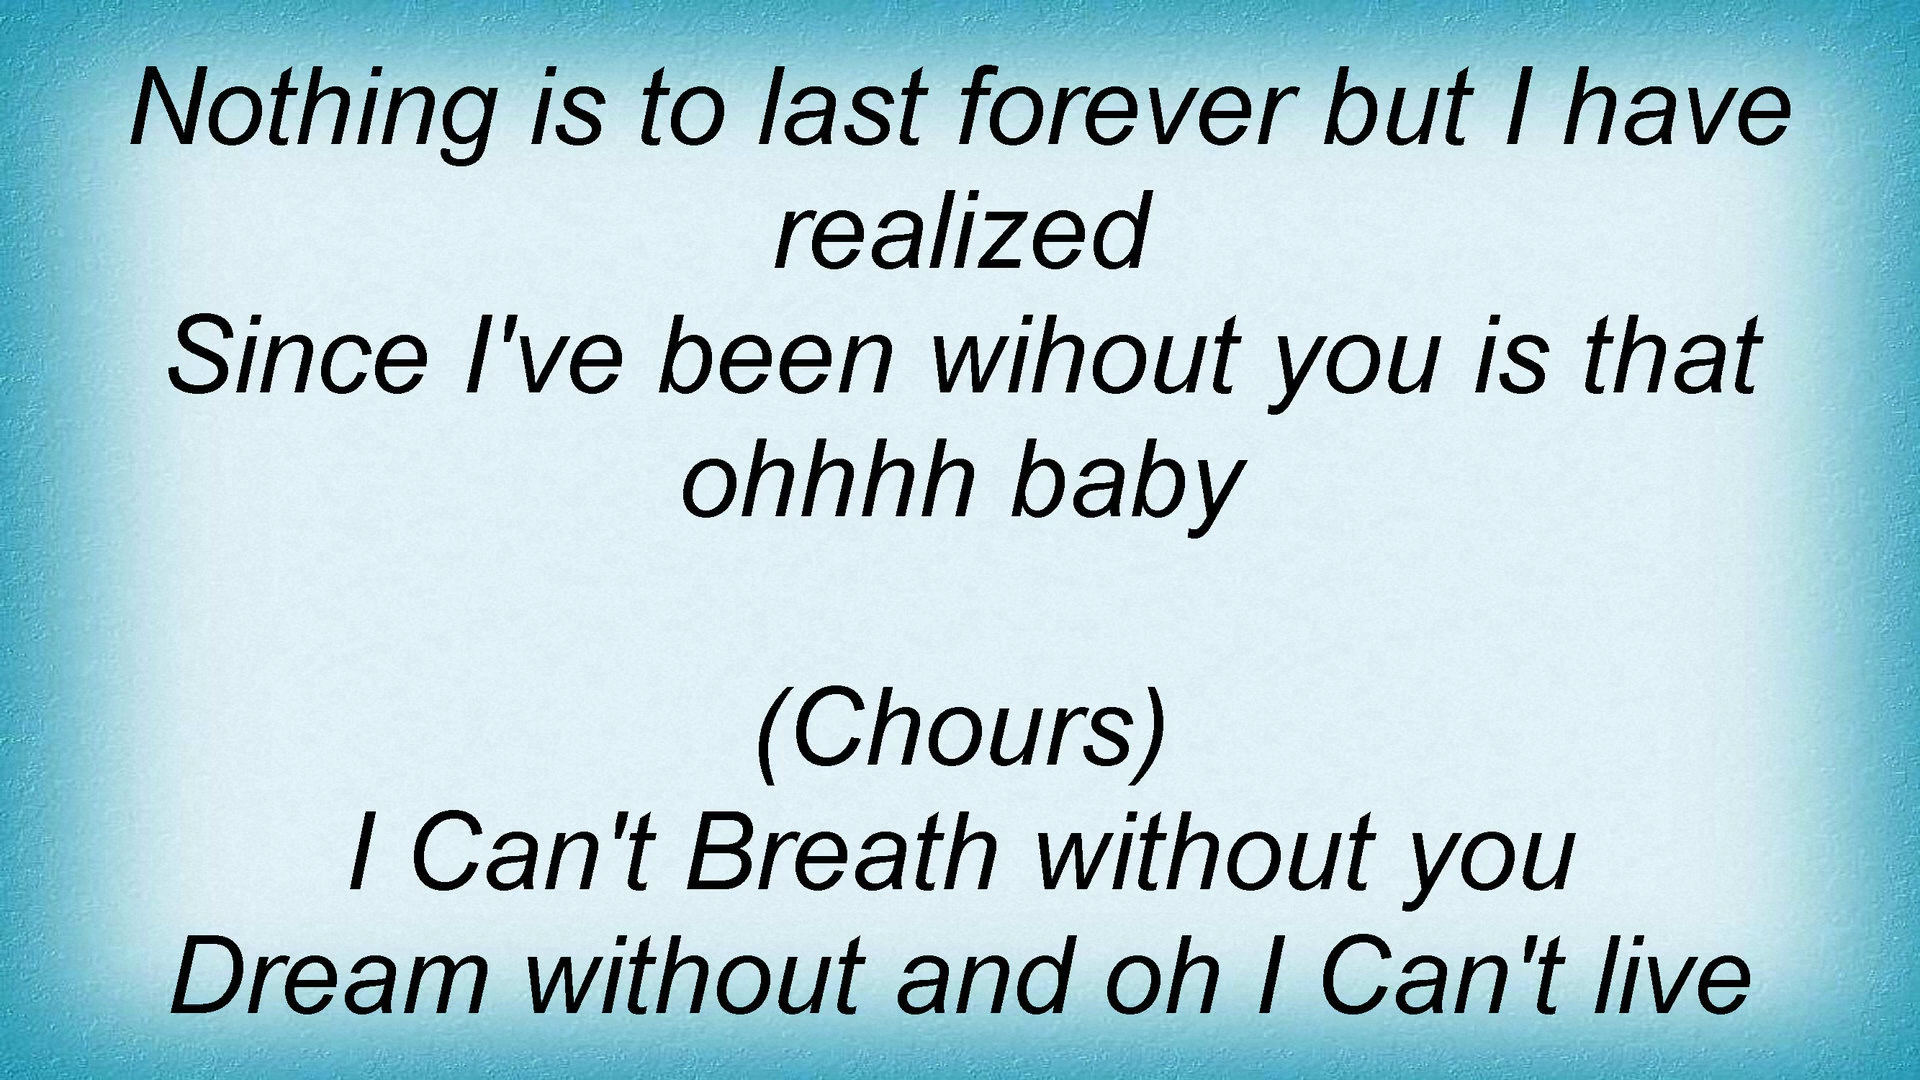 Nothing is to last forever but I have
realized
Since I've been wihout you is that
ohhhh baby
(Chours)
I Can't Breath without you
Dream without and oh I Can't live